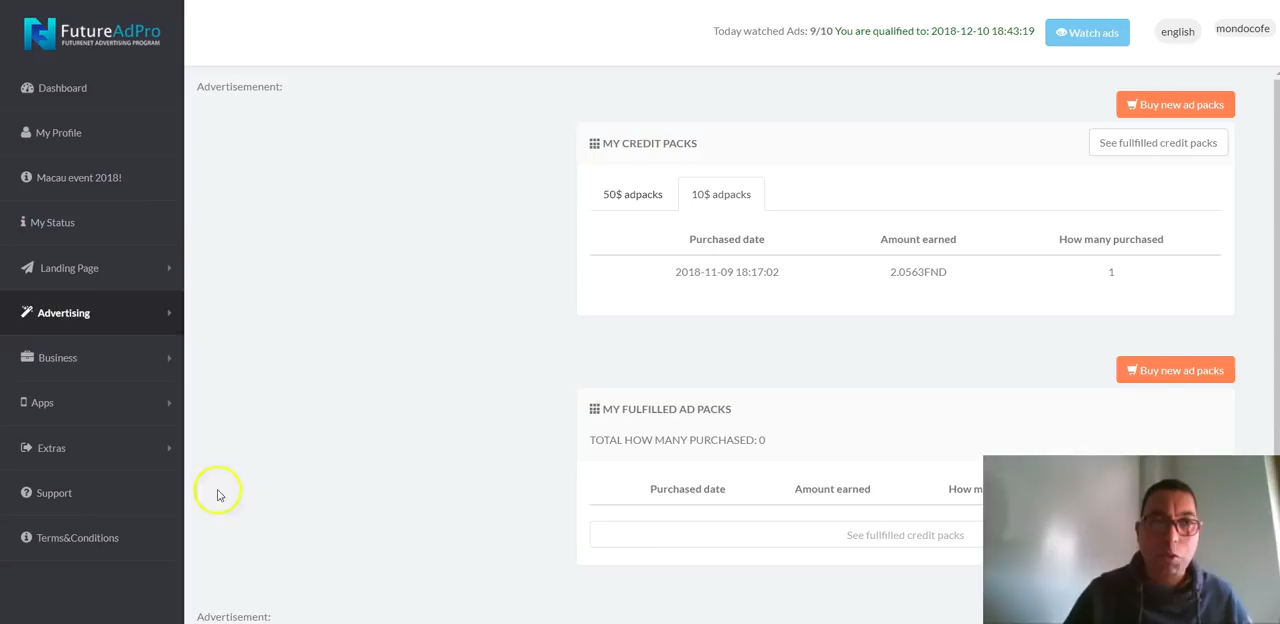 FutureAdPro
FUTURENET ADVERTISING PROGRAM
Today watched Ads: 9/10 You are qualified to: 2018-12-10 18:43:19
Watch ads
english
mondocofe
Dashboard
My Profile
Macau event 2018!
My Status
Landing Page
Advertising
Business
Apps
Extras
Support
Terms&Conditions
Advertisemenent:
Buy new ad packs
MY CREDIT PACKS
See fullfilled credit packs
50$ adpacks
10$ adpacks
Purchased date Amount earned How many purchased
2018-11-09 18:17:02 2.0563FND 1
Buy new ad packs
MY FULFILLED AD PACKS
TOTAL HOW MANY PURCHASED: 0
Purchased date Amount earned How m
See fullfilled credit packs
Advertisement: